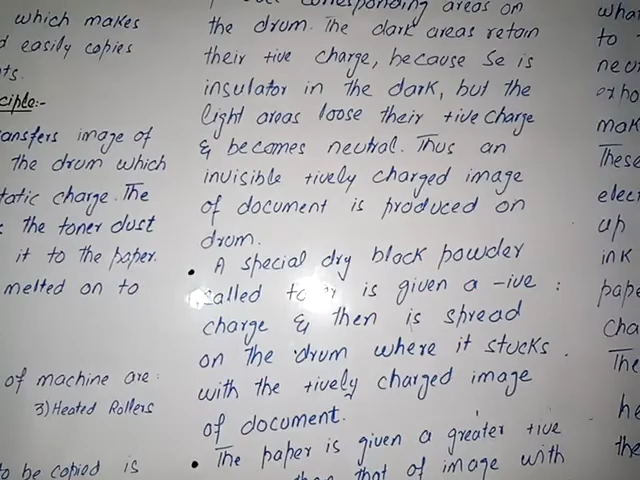 which makes
easily copies
ts.
ciple:-
ansfers image of
the drum which
tatic charge. The
the toner dust
it to the paper.
melted on to
of machine are:
3) Heated Rollers
to be copied is
corresponding areas on
the drum. The dark areas retain
their +ive charge, because Se is
insulator in the dark, but the
light areas loose their +ive charge
& becomes neutral. Thus an
invisible +ively charged image
of document is produced on
drum.
• A special dry black powder
called is given a -ive :
charge & then is spread
on the drum where it stucks.
with the +ively charged image
of document.
• The paper is given a greater +ive
that of image with
wha
to
neu
mak
These
elect
up
ink
pape
cha
The
he
the